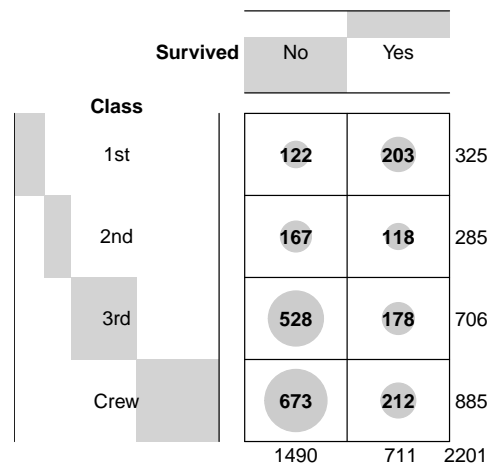 Survived No Yes
Class
1st 122 203 325
2nd 167 118 285
3rd 528 178 706
Crew 673 212 885
1490 711 2201